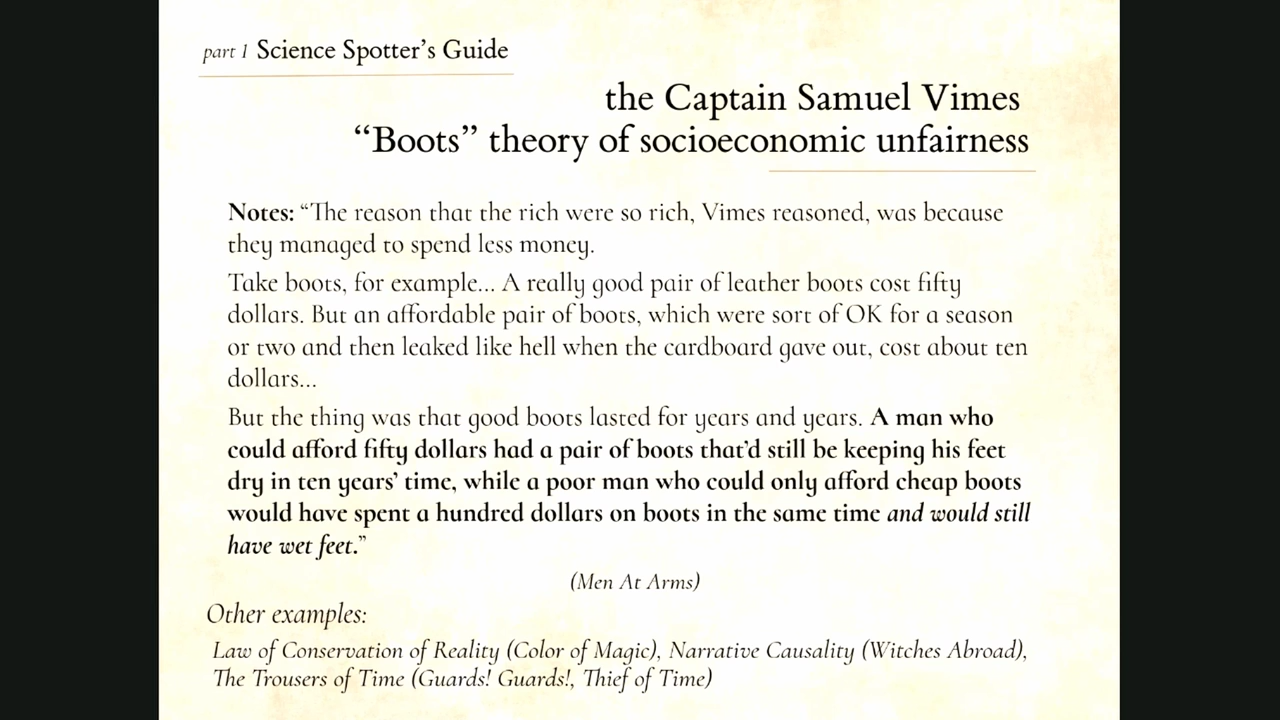 part 1 Science Spotter's Guide
the Captain Samuel Vimes
“Boots” theory of socioeconomic unfairness
Notes: “The reason that the rich were so rich, Vimes reasoned, was because
they managed to spend less money.
Take boots, for example... A really good pair of leather boots cost fifty
dollars. But an affordable pair of boots, which were sort of OK for a season
or two and then leaked like hell when the cardboard gave out, cost about ten
dollars...
But the thing was that good boots lasted for years and years. A man who
could afford fifty dollars had a pair of boots that'd still be keeping his feet
dry in ten years' time, while a poor man who could only afford cheap boots
would have spent a hundred dollars on boots in the same time and would still
have wet feet.”
(Men At Arms)
Other examples:
Law of Conservation of Reality (Color of Magic), Narrative Causality (Witches Abroad),
The Trousers of Time (Guards! Guards!, Thief of Time)